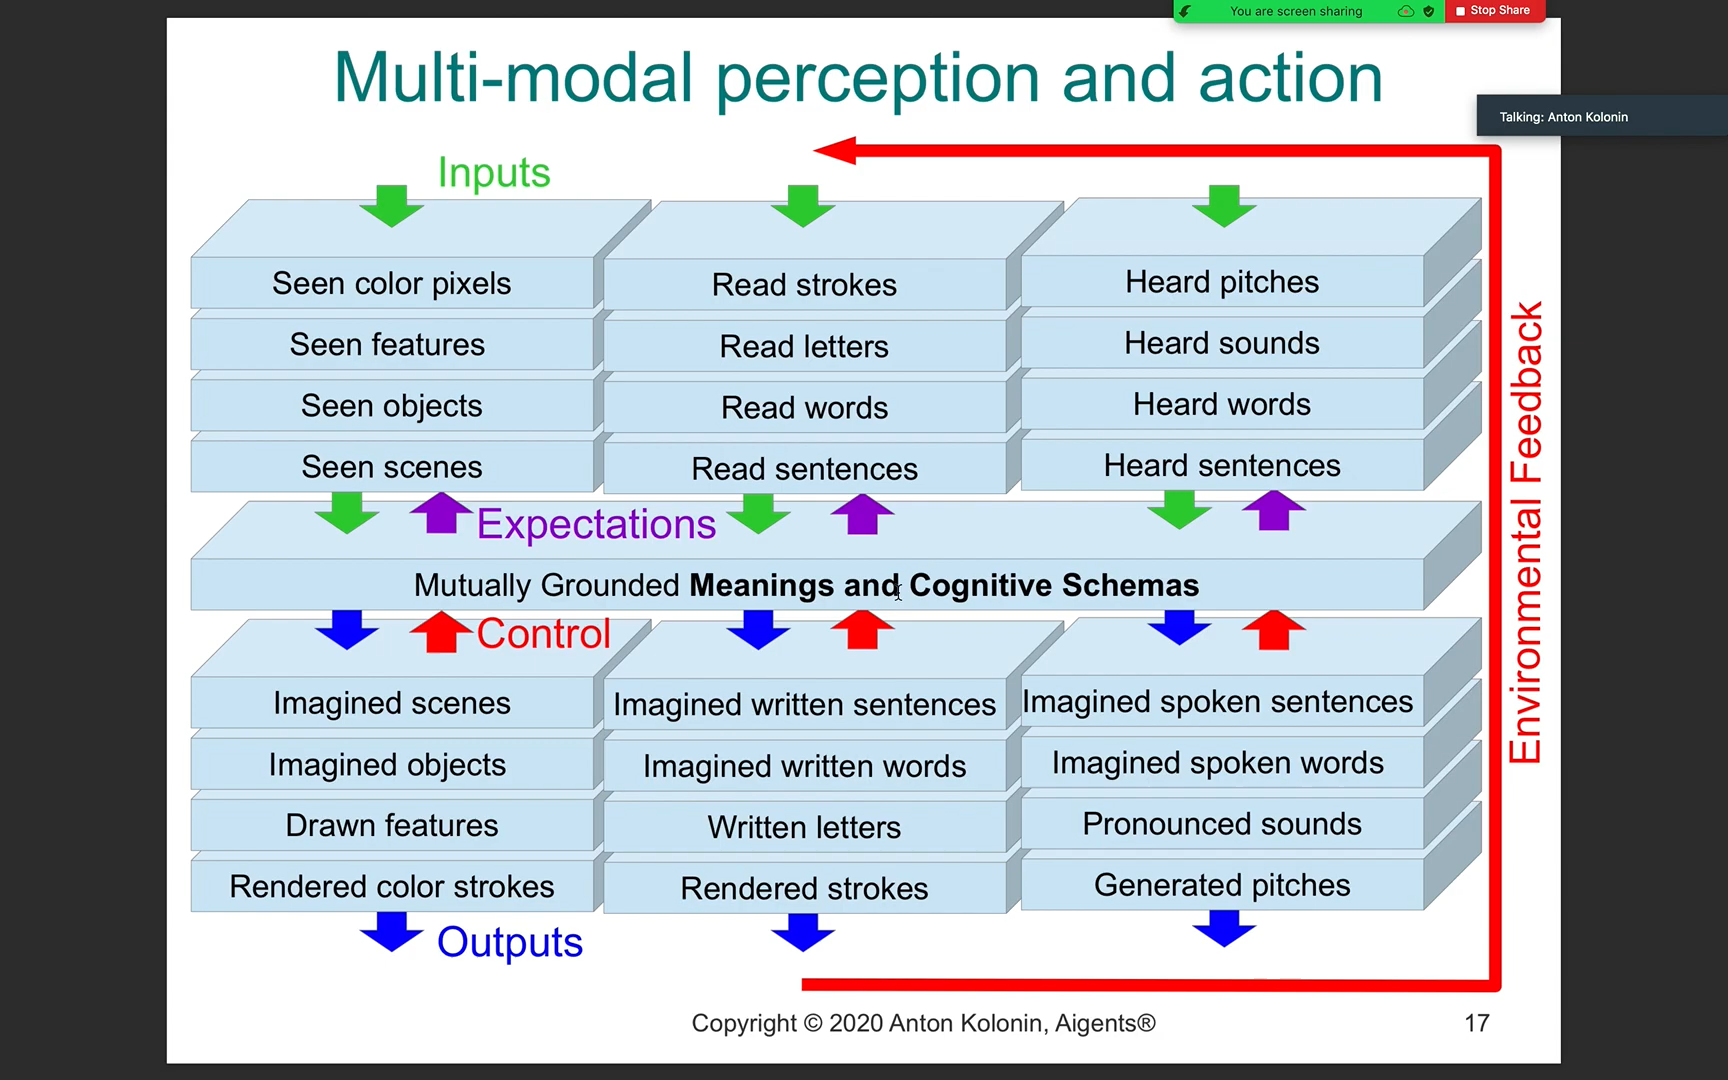 You are screen sharing
Stop Share
Multi-modal perception and action
Talking: Anton Kolonin
Inputs
Seen color pixels
Read strokes
Heard pitches
Seen features
Read letters
Heard sounds
Seen objects
Read words
Heard words
Seen scenes
Read sentences
Heard sentences
Expectations
Mutually Grounded Meanings and Cognitive Schemas
Control
Imagined scenes
Imagined written sentences
Imagined spoken sentences
Imagined objects
Imagined written words
Imagined spoken words
Drawn features
Written letters
Pronounced sounds
Rendered color strokes
Rendered strokes
Generated pitches
Outputs
Environmental Feedback
Copyright © 2020 Anton Kolonin, Aigents®
17